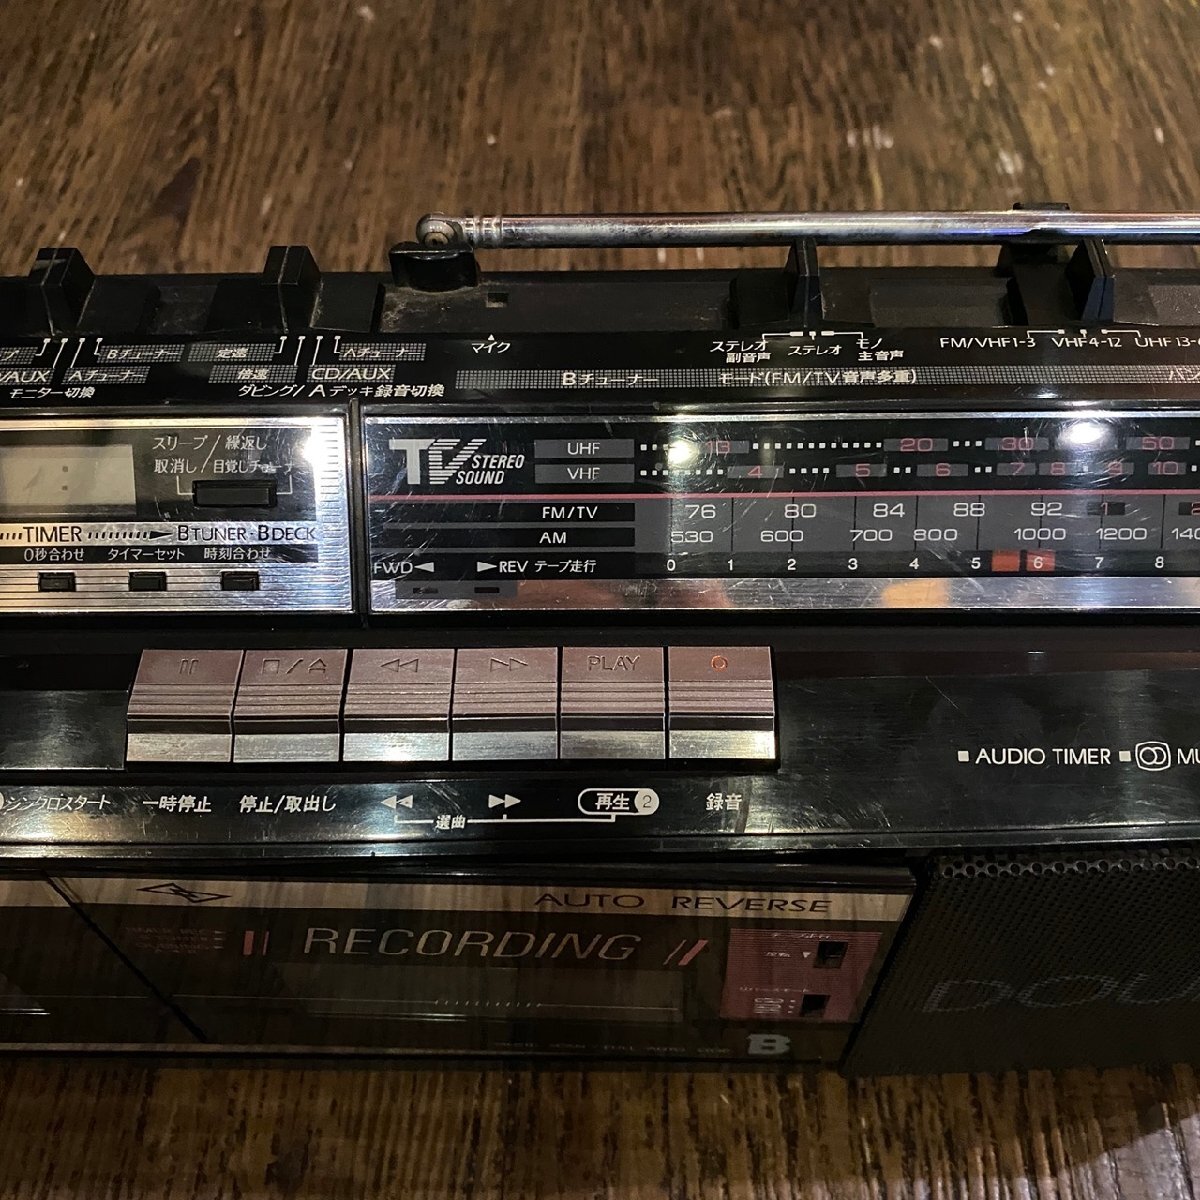 Bチューナー 定速 Aチューナー マイク ステレオ 副音声 ステレオ モノ 主音声 FM/VHF1-3 VHF4-12 UHF13-
/AUX Aチューナー 倍速 CD/AUX Bチューナー モード(FM/TV音声多重)
モニター切換 ダビング/Aデッキ録音切換
スリープ/繰返し
取消し/目覚しチューナー
TV STEREO SOUND
UHF 13 20 30 50
VHF 4 5 6 7 8 9 10
FM/TV 76 80 84 88 92 1 2
AM 530 600 700 800 1000 1200 140
TIMER BTUNER・BDECK
0秒合わせ タイマーセット 時刻合わせ
FWD REV テープ走行 0 1 2 3 4 5 6 7 8
PLAY
AUDIO TIMER MU
シンクロスタート 一時停止 停止/取出し 再生2 録音
選曲
AUTO REVERSE
RECORDING
DOU
B